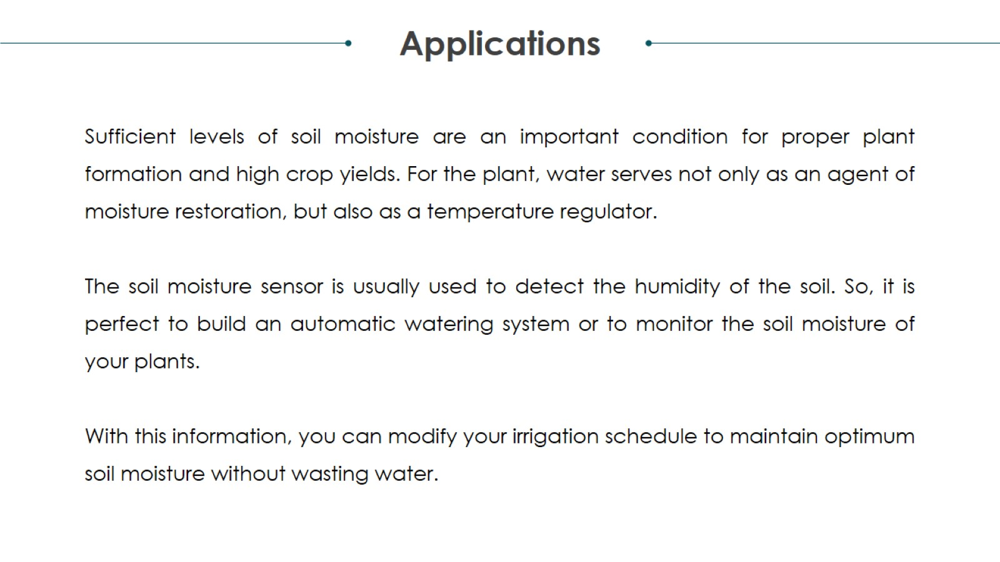 Applications
Sufficient levels of soil moisture are an important condition for proper plant
formation and high crop yields. For the plant, water serves not only as an agent of
moisture restoration, but also as a temperature regulator.
The soil moisture sensor is usually used to detect the humidity of the soil. So, it is
perfect to build an automatic watering system or to monitor the soil moisture of
your plants.
With this information, you can modify your irrigation schedule to maintain optimum
soil moisture without wasting water.